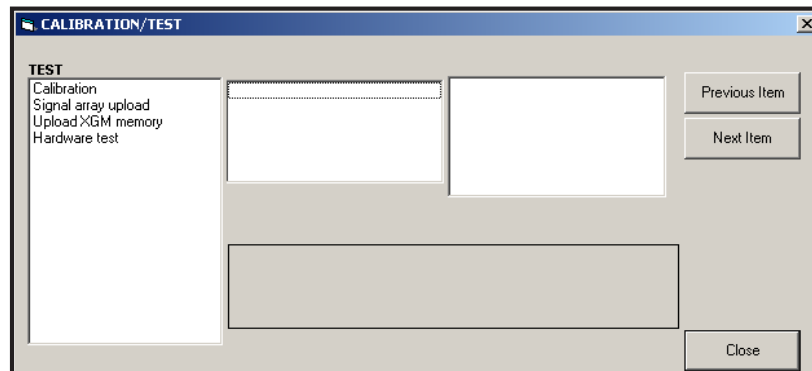 CALIBRATION/TEST
TEST
Calibration
Signal array upload
Upload XGM memory
Hardware test
Previous Item
Next Item
Close